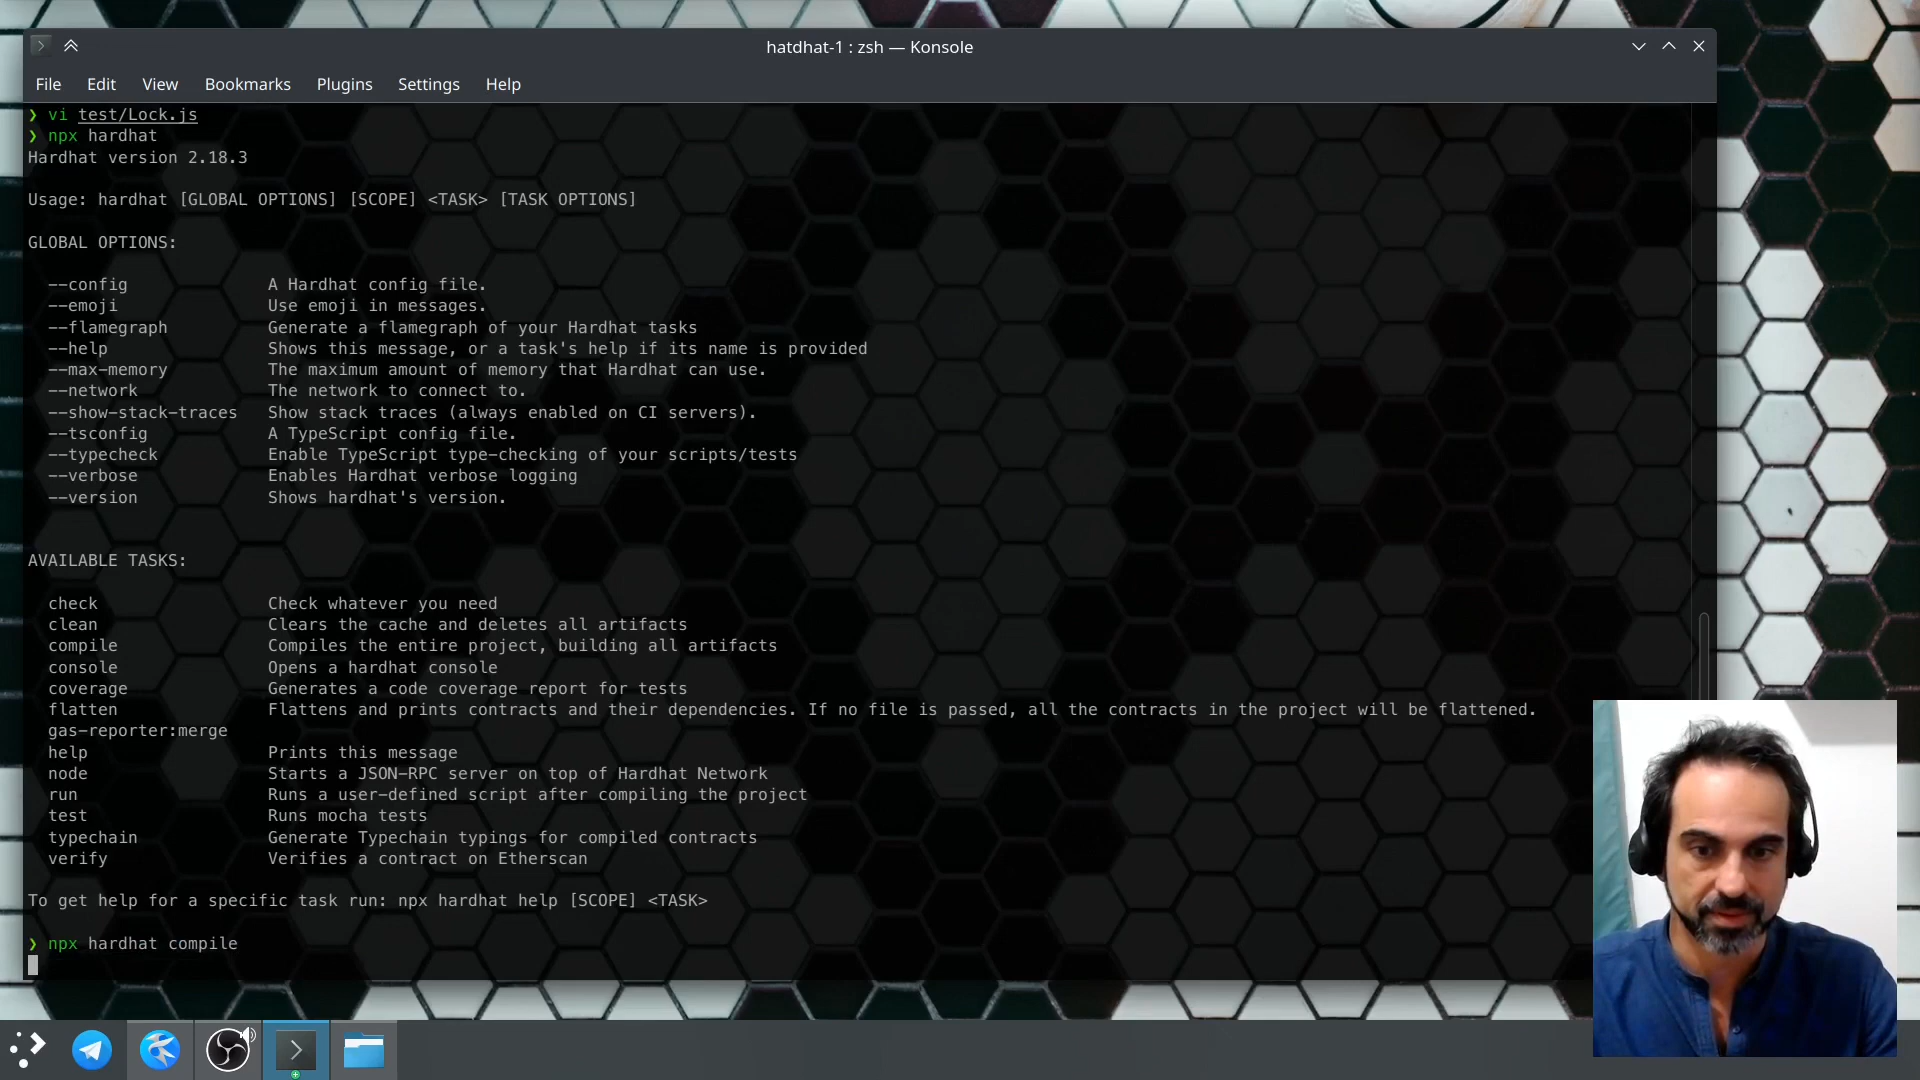 hatdhat-1 : zsh — Konsole
File Edit View Bookmarks Plugins Settings Help
❯ vi test/Lock.js
❯ npx hardhat
Hardhat version 2.18.3
Usage: hardhat [GLOBAL OPTIONS] [SCOPE] <TASK> [TASK OPTIONS]
GLOBAL OPTIONS:
--config A Hardhat config file.
--emoji Use emoji in messages.
--flamegraph Generate a flamegraph of your Hardhat tasks
--help Shows this message, or a task's help if its name is provided
--max-memory The maximum amount of memory that Hardhat can use.
--network The network to connect to.
--show-stack-traces Show stack traces (always enabled on CI servers).
--tsconfig A TypeScript config file.
--typecheck Enable TypeScript type-checking of your scripts/tests
--verbose Enables Hardhat verbose logging
--version Shows hardhat's version.
AVAILABLE TASKS:
check Check whatever you need
clean Clears the cache and deletes all artifacts
compile Compiles the entire project, building all artifacts
console Opens a hardhat console
coverage Generates a code coverage report for tests
flatten Flattens and prints contracts and their dependencies. If no file is passed, all the contracts in the project will be flattened.
gas-reporter:merge
help Prints this message
node Starts a JSON-RPC server on top of Hardhat Network
run Runs a user-defined script after compiling the project
test Runs mocha tests
typechain Generate Typechain typings for compiled contracts
verify Verifies a contract on Etherscan
To get help for a specific task run: npx hardhat help [SCOPE] <TASK>
❯ npx hardhat compile